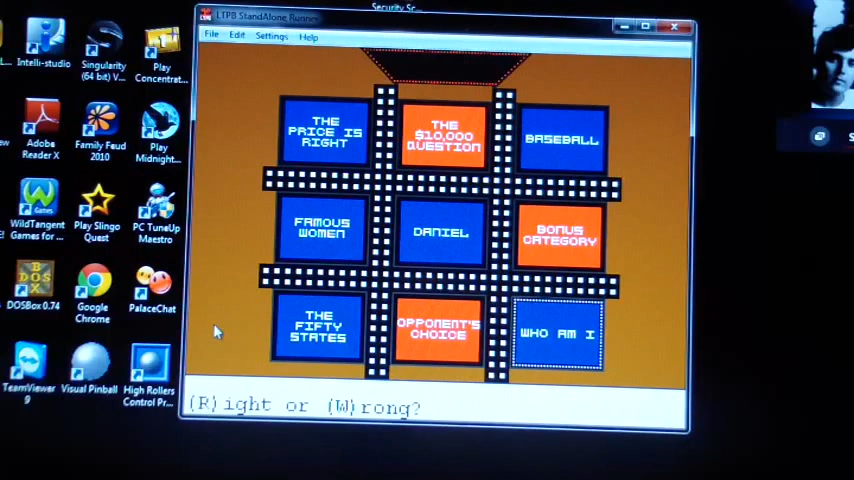 Security Sc...
LTPB StandAlone Runner
File Edit Settings Help
THE
PRICE IS
RIGHT
THE
$10,000
QUESTION
BASEBALL
FAMOUS
WOMEN
DANIEL
BONUS
CATEGORY
THE
FIFTY
STATES
OPPONENT'S
CHOICE
WHO AM I
(R)ight or (W)rong?
Intelli-studio
Singularity
(64 bit) V...
Play
Concentrat...
Adobe
Reader X
Family Feud
2010
Play
Midnight...
WildTangent
Games for ...
Play Slingo
Quest
PC TuneUp
Maestro
DOSBox 0.74
Google
Chrome
PalaceChat
TeamViewer
9
Visual Pinball
High Rollers
Control Pr...